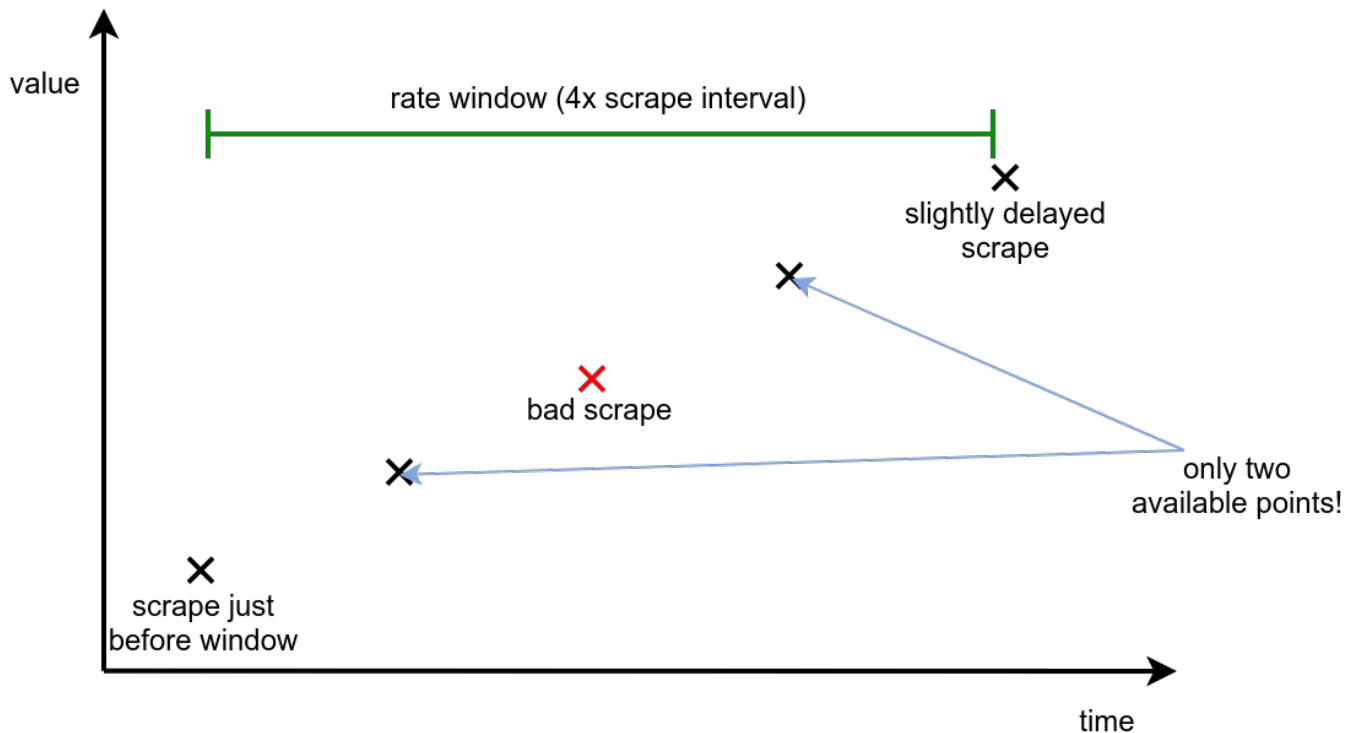 value
rate window (4x scrape interval)
slightly delayed
scrape
bad scrape
only two
available points!
scrape just
before window
time